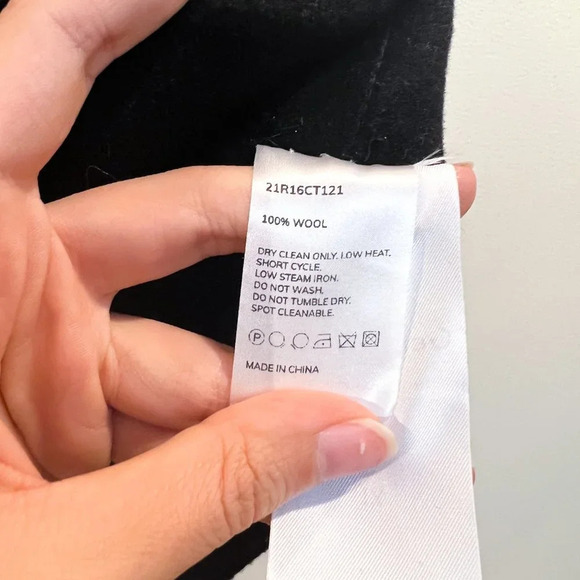 21R16CT121
100% WOOL
DRY CLEAN ONLY. LOW HEAT.
SHORT CYCLE.
LOW STEAM IRON.
DO NOT WASH.
DO NOT TUMBLE DRY.
SPOT CLEANABLE.
P
MADE IN CHINA